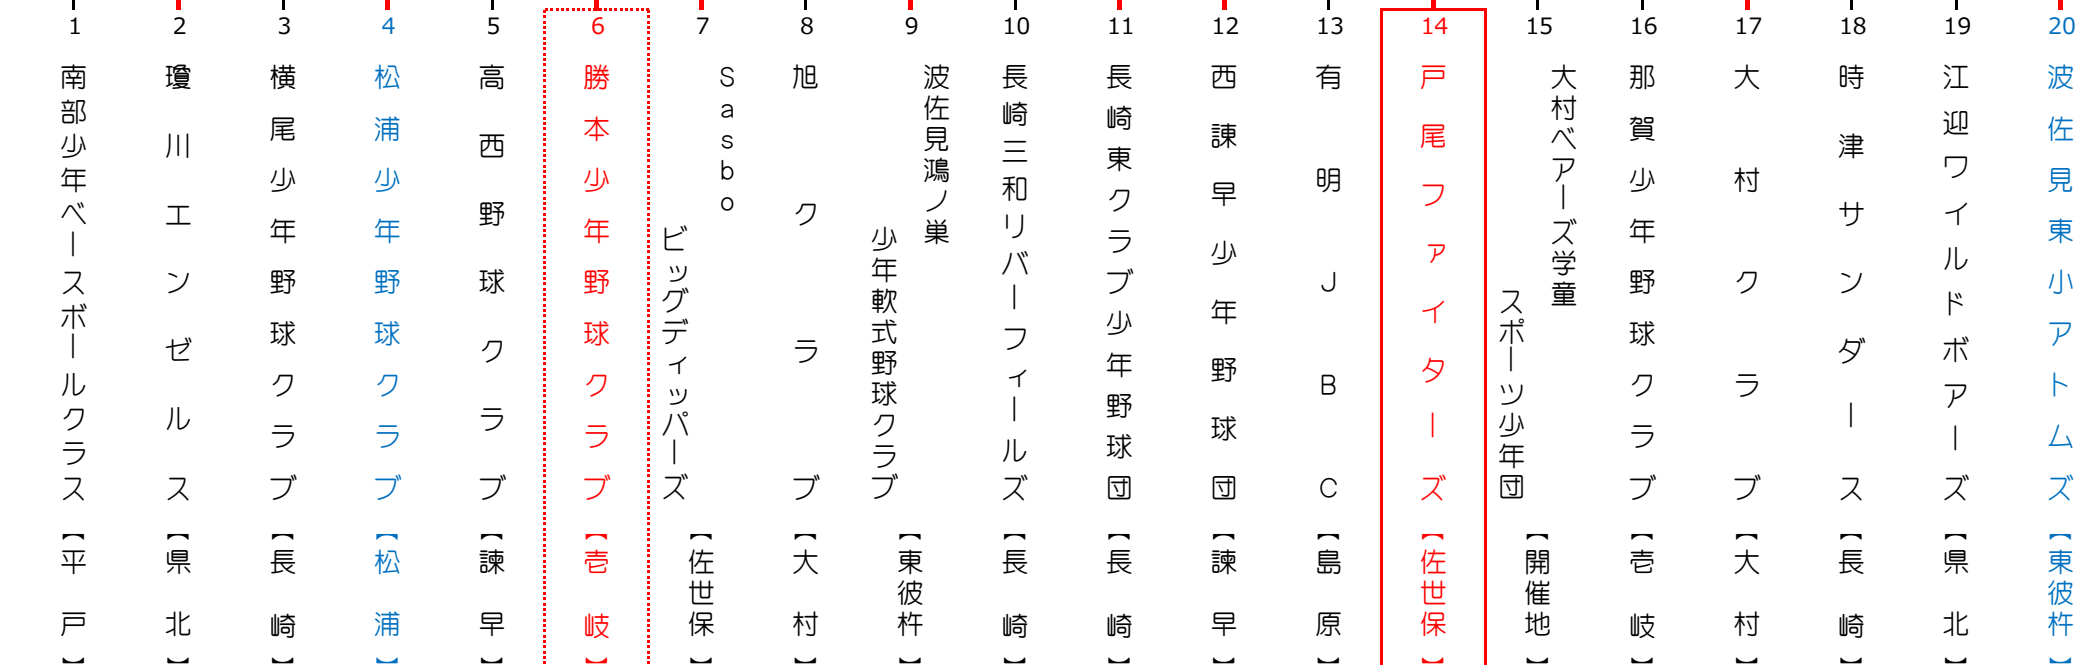 1
南部少年ベースボールクラス
【平戸】
2
瓊川エンゼルス
【県北】
3
横尾少年野球クラブ
【長崎】
4
松浦少年野球クラブ
【松浦】
5
高西野球クラブ
【諫早】
6
勝本少年野球クラブ
【壱岐】
7
Sasbo
ビッグディッパーズ
【佐世保】
8
旭クラブ
【大村】
9
波佐見鴻ノ巣
少年軟式野球クラブ
【東彼杵】
10
長崎三和リバーフィールズ
【長崎】
11
長崎東クラブ少年野球団
【長崎】
12
西諫早少年野球団
【諫早】
13
有明JBC
【島原】
14
戸尾ファイターズ
【佐世保】
15
大村ベアーズ学童
スポーツ少年団
【開催地】
16
那賀少年野球クラブ
【壱岐】
17
大村クラブ
【大村】
18
時津サンダース
【長崎】
19
江迎ワイルドボアーズ
【県北】
20
波佐見東小アトムズ
【東彼杵】